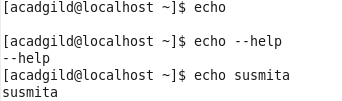 [acadgild@localhost ~]$ echo

[acadgild@localhost ~]$ echo --help
--help
[acadgild@localhost ~]$ echo susmita
susmita